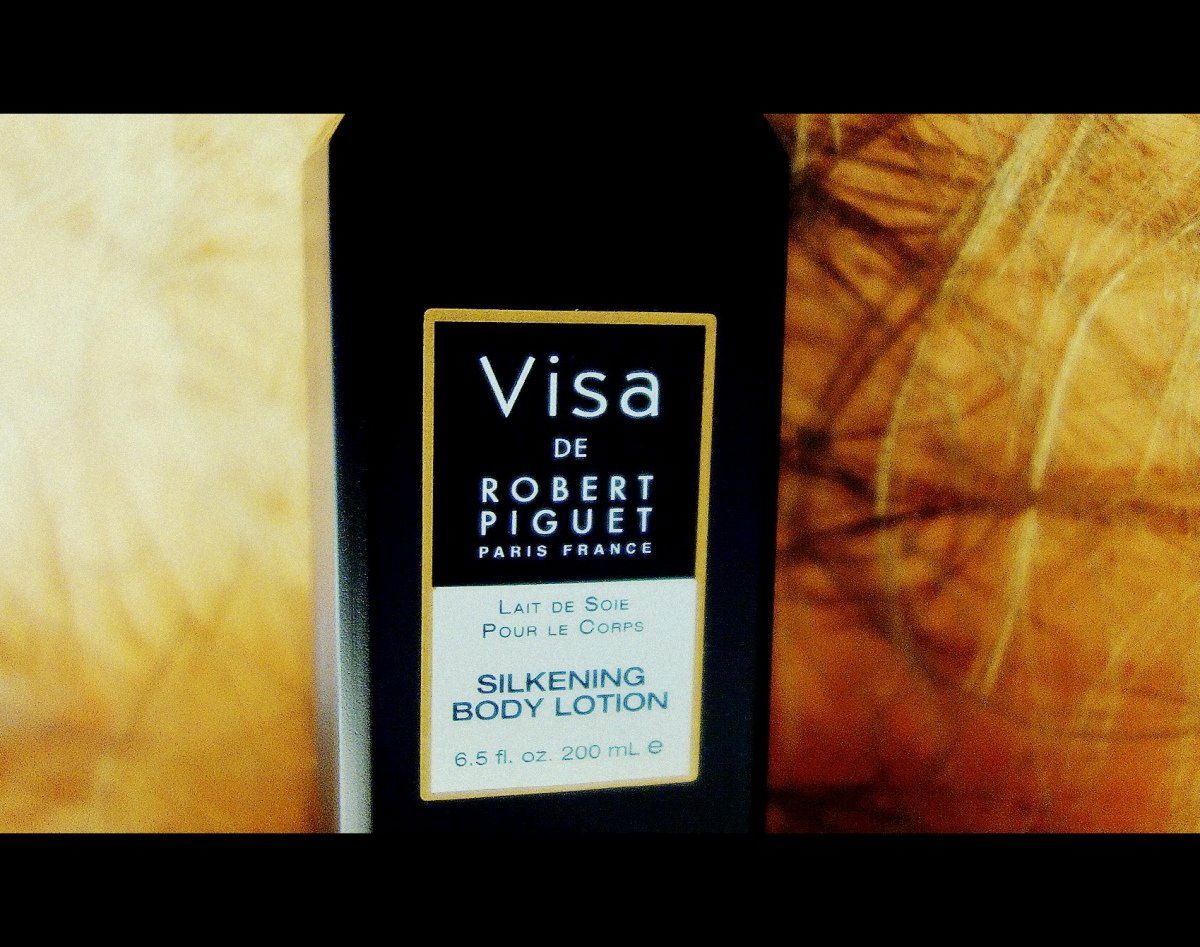 Visa
DE
ROBERT
PIGUET
PARIS FRANCE
LAIT DE SOIE
POUR LE CORPS
SILKENING
BODY LOTION
6.5 fl. oz. 200 mL ℮